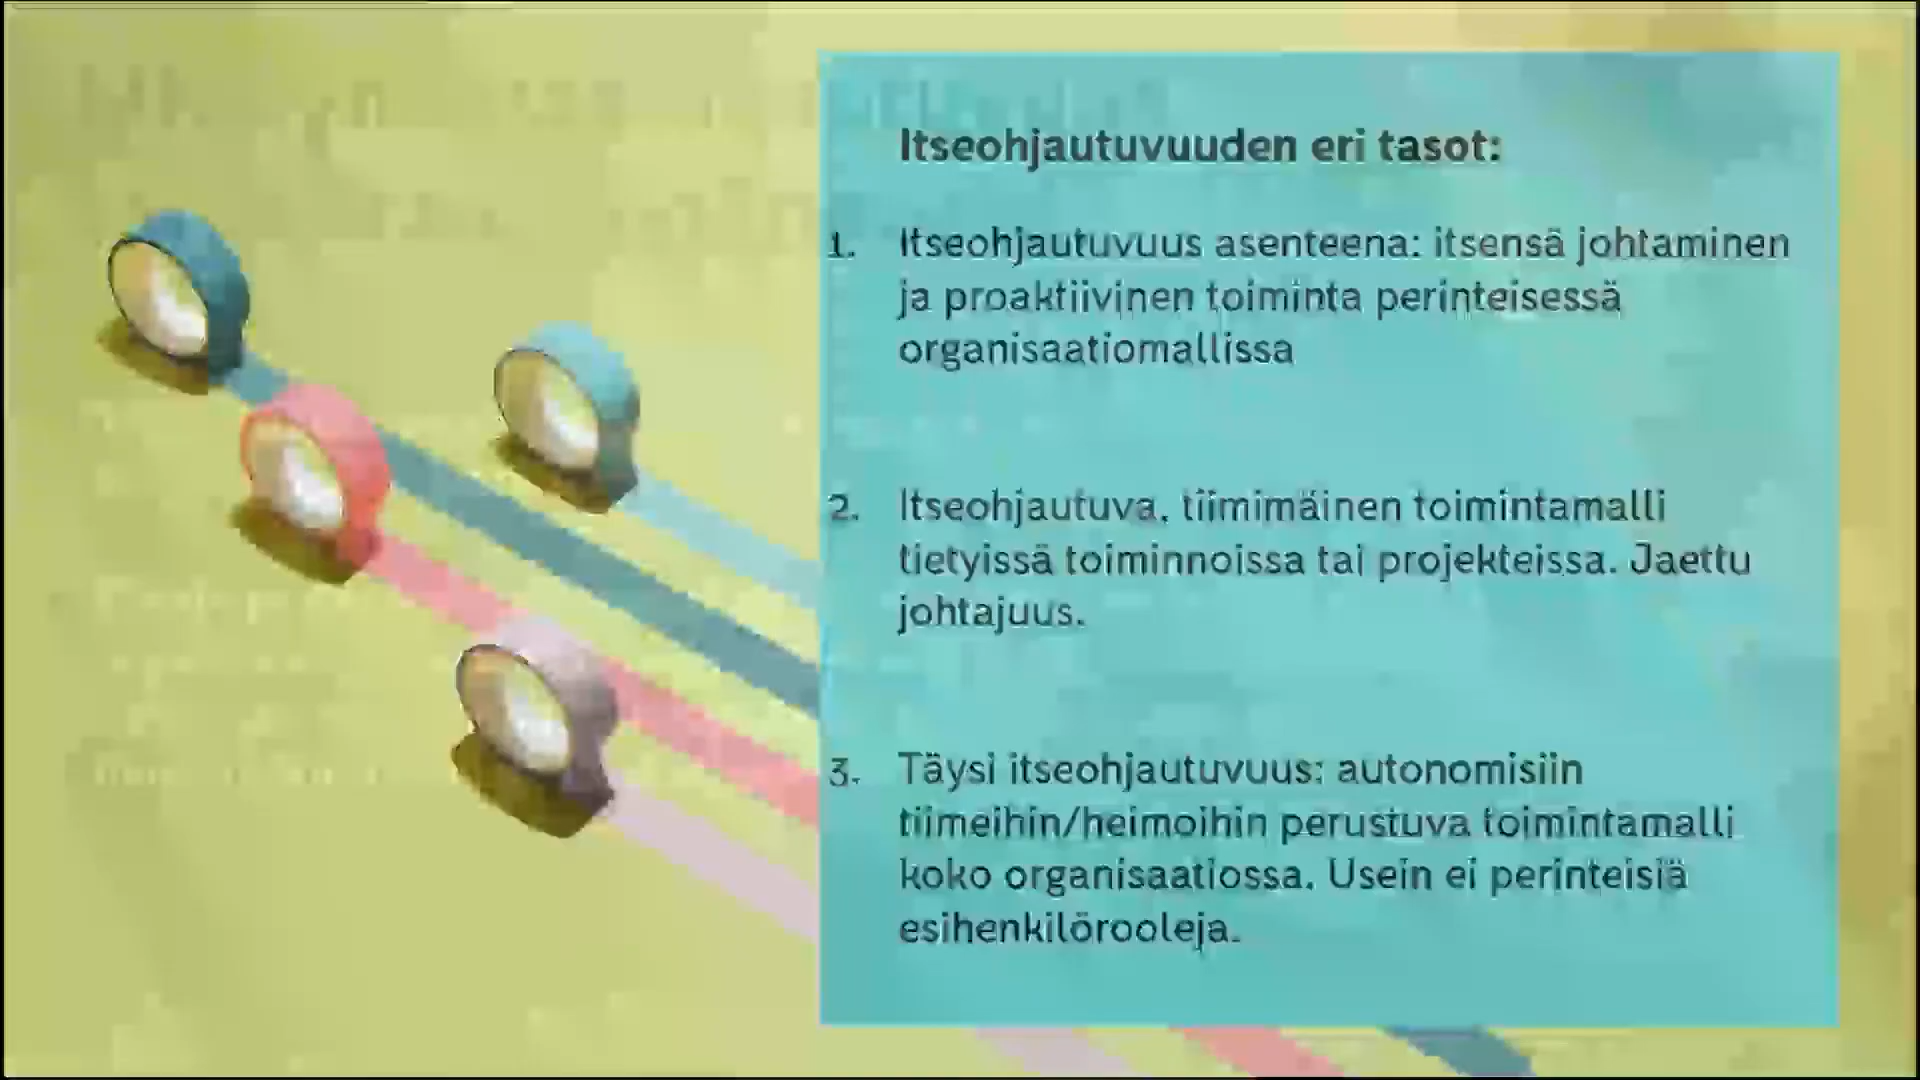 Itseohjautuvuuden eri tasot:
1. Itseohjautuvuus asenteena: itsensä johtaminen
ja proaktiivinen toiminta perinteisessä
organisaatiomallissa
2. Itseohjautuva, tiimimäinen toimintamalli
tietyissä toiminnoissa tai projekteissa. Jaettu
johtajuus.
3. Täysi itseohjautuvuus: autonomisiin
tiimeihin/heimoihin perustuva toimintamalli
koko organisaatiossa. Usein ei perinteisiä
esihenkilörooleja.